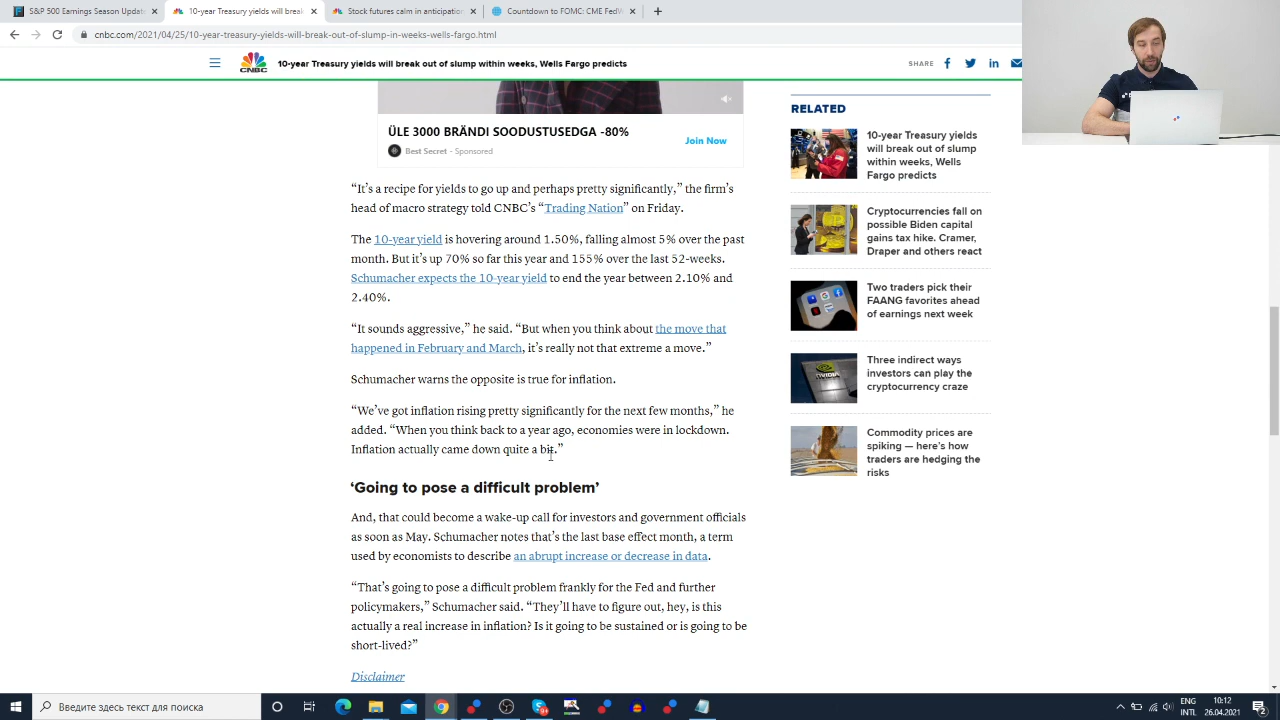 S&P 500 Earnings Season Update:
10-year Treasury yields will break
Stock futures calm in anticipation
Countdown to FOMC: CME FedW
cnbc.com/2021/04/25/10-year-treasury-yields-will-break-out-of-slump-in-weeks-wells-fargo.html
CNBC
10-year Treasury yields will break out of slump within weeks, Wells Fargo predicts
SHARE
ÜLE 3000 BRÄNDI SOODUSTUSEDGA -80%
Best Secret - Sponsored
Join Now
“It’s a recipe for yields to go up and perhaps pretty significantly,” the firm’s
head of macro strategy told CNBC’s “Trading Nation” on Friday.
The 10-year yield is hovering around 1.50%, falling almost 5% over the past
month. But it’s up 70% so far this year and 155% over the last 52-weeks.
Schumacher expects the 10-year yield to end the year between 2.10% and
2.40%.
“It sounds aggressive,” he said. “But when you think about the move that
happened in February and March, it’s really not that extreme a move.”
Schumacher warns the opposite is true for inflation.
“We’ve got inflation rising pretty significantly for the next few months,” he
added. “When you think back to a year ago, economies were in lockdown.
Inflation actually came down quite a bit.”
‘Going to pose a difficult problem’
And, that could become a wake-up call for investors and government officials
as soon as May. Schumacher notes that’s the last base effect month, a term
used by economists to describe an abrupt increase or decrease in data.
“That’s going to pose a difficult problem frankly for the Fed and further
policymakers,” Schumacher said. “They’ll have to figure out, hey, is this
actually a real increase in inflation? Is it going to be sustained or is going to be
short-lived?”
Disclaimer
RELATED
10-year Treasury yields
will break out of slump
within weeks, Wells
Fargo predicts
Cryptocurrencies fall on
possible Biden capital
gains tax hike. Cramer,
Draper and others react
Two traders pick their
FAANG favorites ahead
of earnings next week
Three indirect ways
investors can play the
cryptocurrency craze
Commodity prices are
spiking — here’s how
traders are hedging the
risks
Введите здесь текст для поиска
ENG
INTL
10:12
26.04.2021